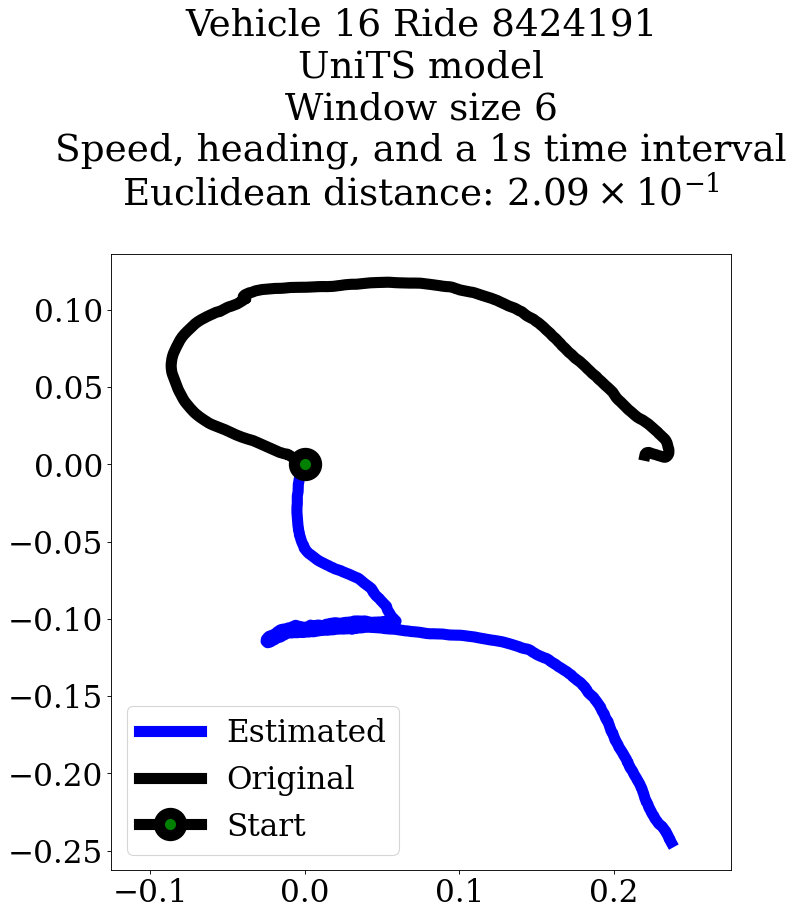 Vehicle 16 Ride 8424191
UniTS model
Window size 6
Speed, heading, and a 1s time interval
Euclidean distance: 2.09 × 10⁻¹
0.10
0.05
0.00
−0.05
−0.10
−0.15
−0.20
−0.25
Estimated
Original
Start
−0.1 0.0 0.1 0.2